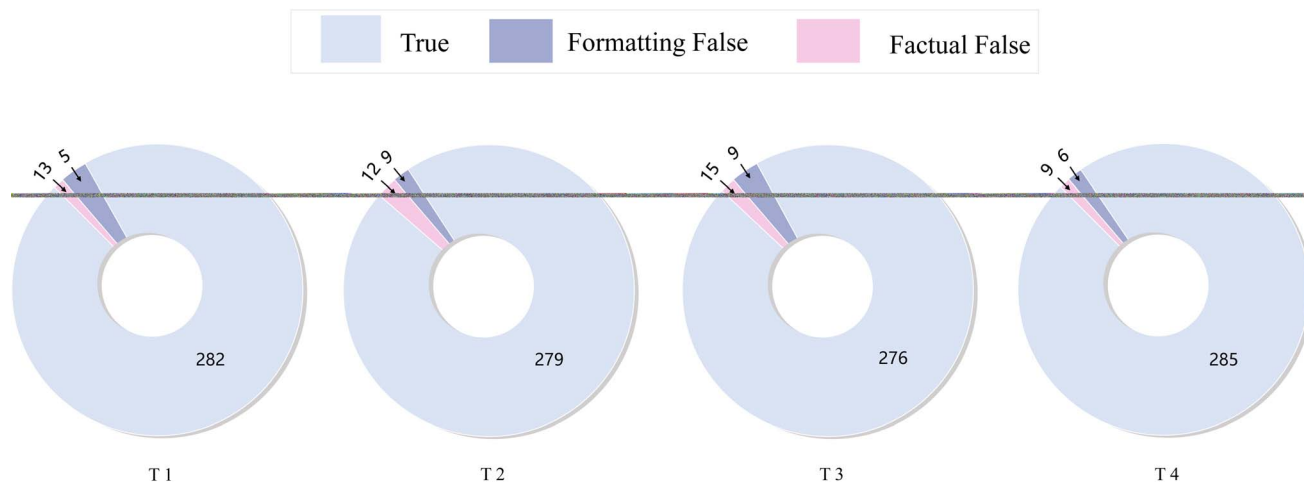 True Formatting False Factual False
13 5 12 9 15 9 9 6
282 279 276 285
T 1 T 2 T 3 T 4